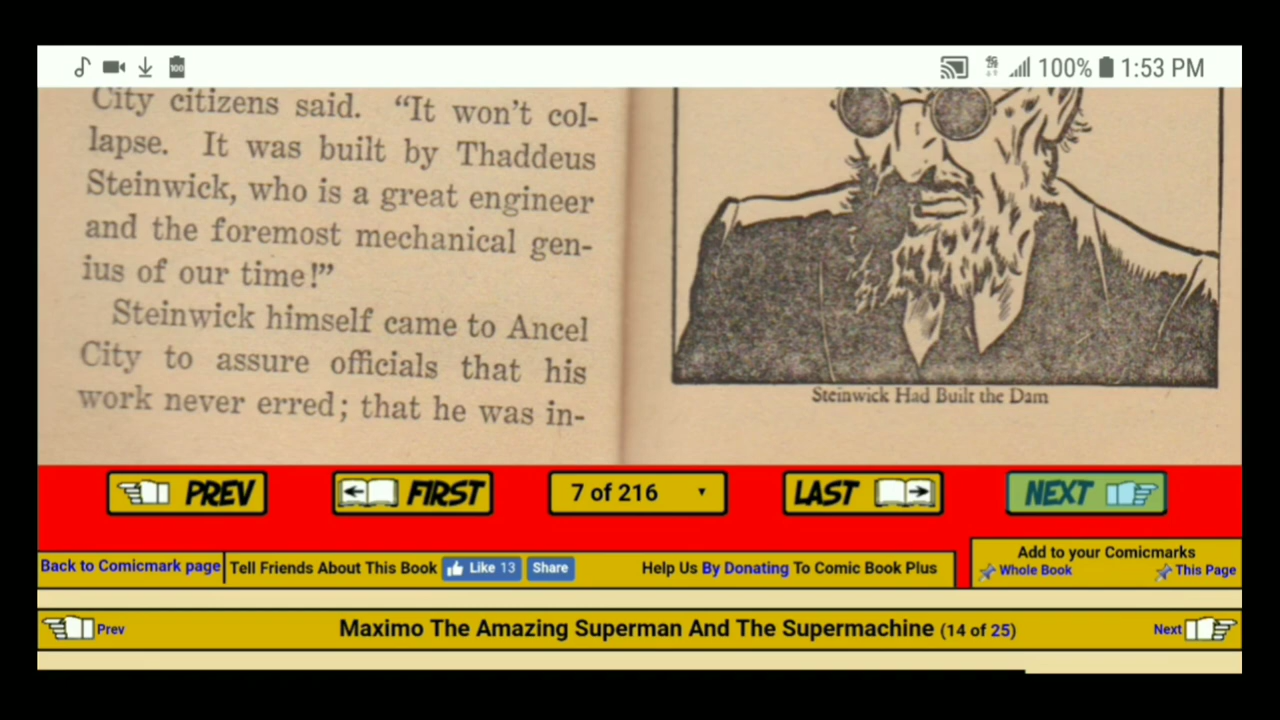 100% 1:53 PM
City citizens said. “It won’t col-
lapse. It was built by Thaddeus
Steinwick, who is a great engineer
and the foremost mechanical gen-
ius of our time!”
Steinwick himself came to Ancel
City to assure officials that his
work never erred; that he was in-
Steinwick Had Built the Dam
PREV FIRST 7 of 216 LAST NEXT
Back to Comicmark page Tell Friends About This Book Like 13 Share Help Us By Donating To Comic Book Plus
Add to your Comicmarks
Whole Book This Page
Prev Maximo The Amazing Superman And The Supermachine (14 of 25) Next